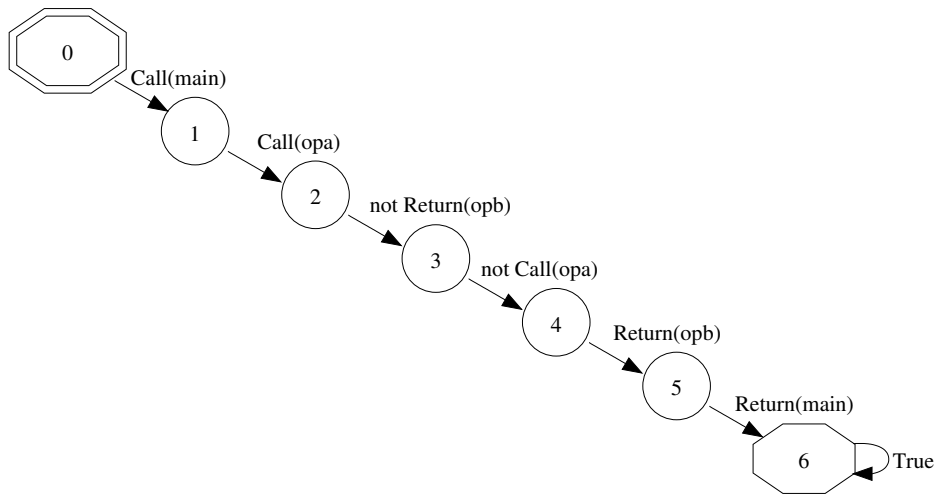 0
Call(main)
1
Call(opa)
2
not Return(opb)
3
not Call(opa)
4
Return(opb)
5
Return(main)
6
True